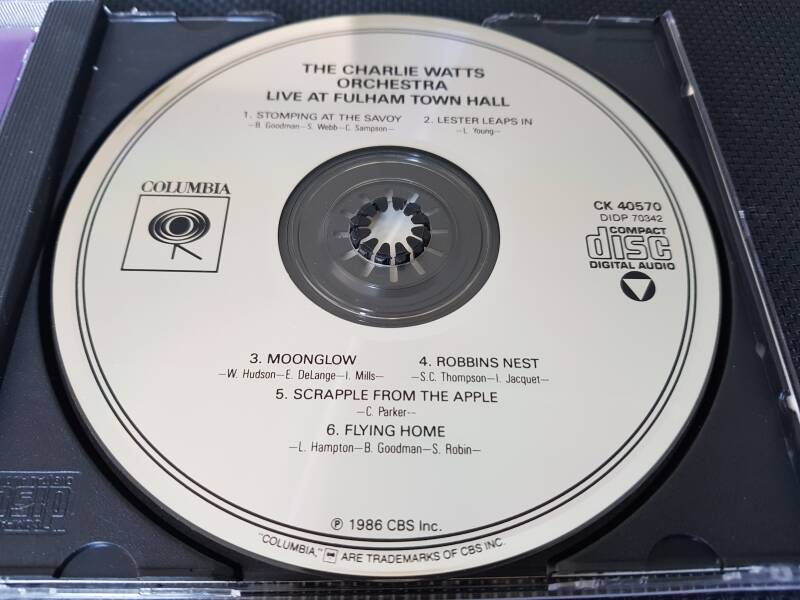 THE CHARLIE WATTS
ORCHESTRA
LIVE AT FULHAM TOWN HALL
1. STOMPING AT THE SAVOY 2. LESTER LEAPS IN
—B. Goodman—S. Webb—C. Sampson— —L. Young—
COLUMBIA
CK 40570
DIDP 70342
COMPACT
disc
DIGITAL AUDIO
3. MOONGLOW 4. ROBBINS NEST
—W. Hudson—E. DeLange—I. Mills— —S.C. Thompson—I. Jacquet—
5. SCRAPPLE FROM THE APPLE
—C. Parker--
6. FLYING HOME
—L. Hampton—B. Goodman—S. Robin—
℗ 1986 CBS Inc.
"COLUMBIA," ARE TRADEMARKS OF CBS INC.